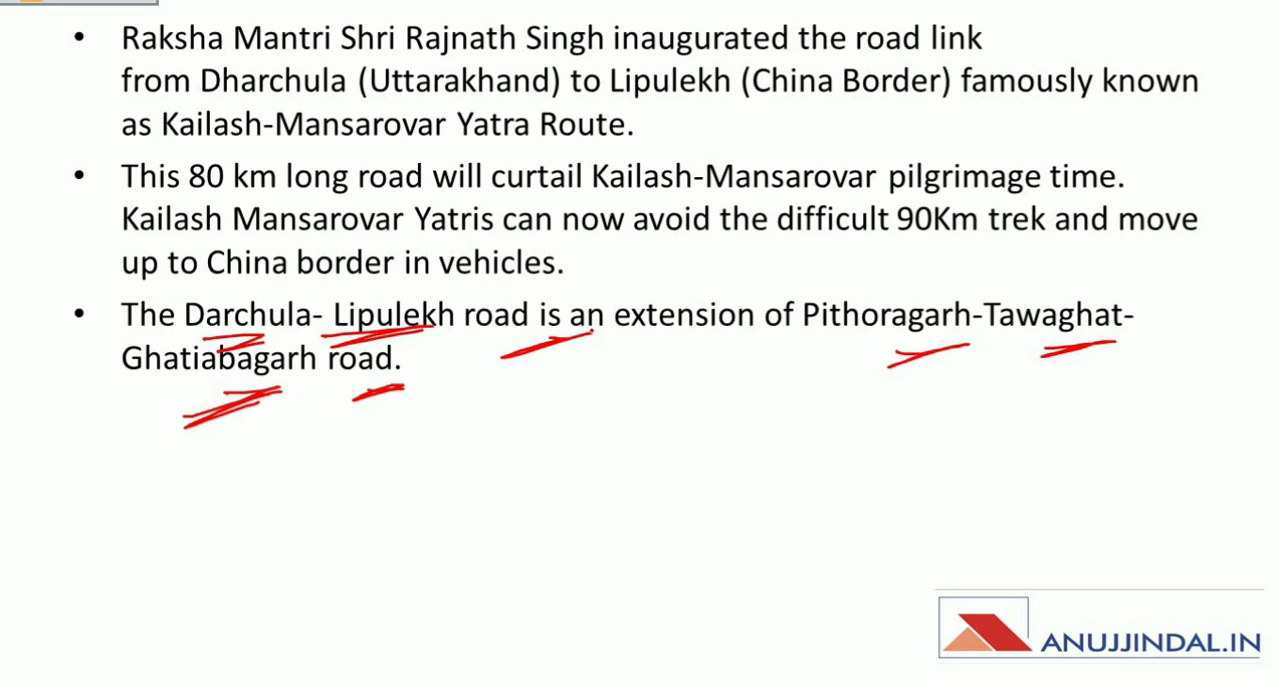 • Raksha Mantri Shri Rajnath Singh inaugurated the road link
from Dharchula (Uttarakhand) to Lipulekh (China Border) famously known
as Kailash-Mansarovar Yatra Route.
• This 80 km long road will curtail Kailash-Mansarovar pilgrimage time.
Kailash Mansarovar Yatris can now avoid the difficult 90Km trek and move
up to China border in vehicles.
• The Darchula- Lipulekh road is an extension of Pithoragarh-Tawaghat-
Ghatiabagarh road.
ANUJJINDAL.IN